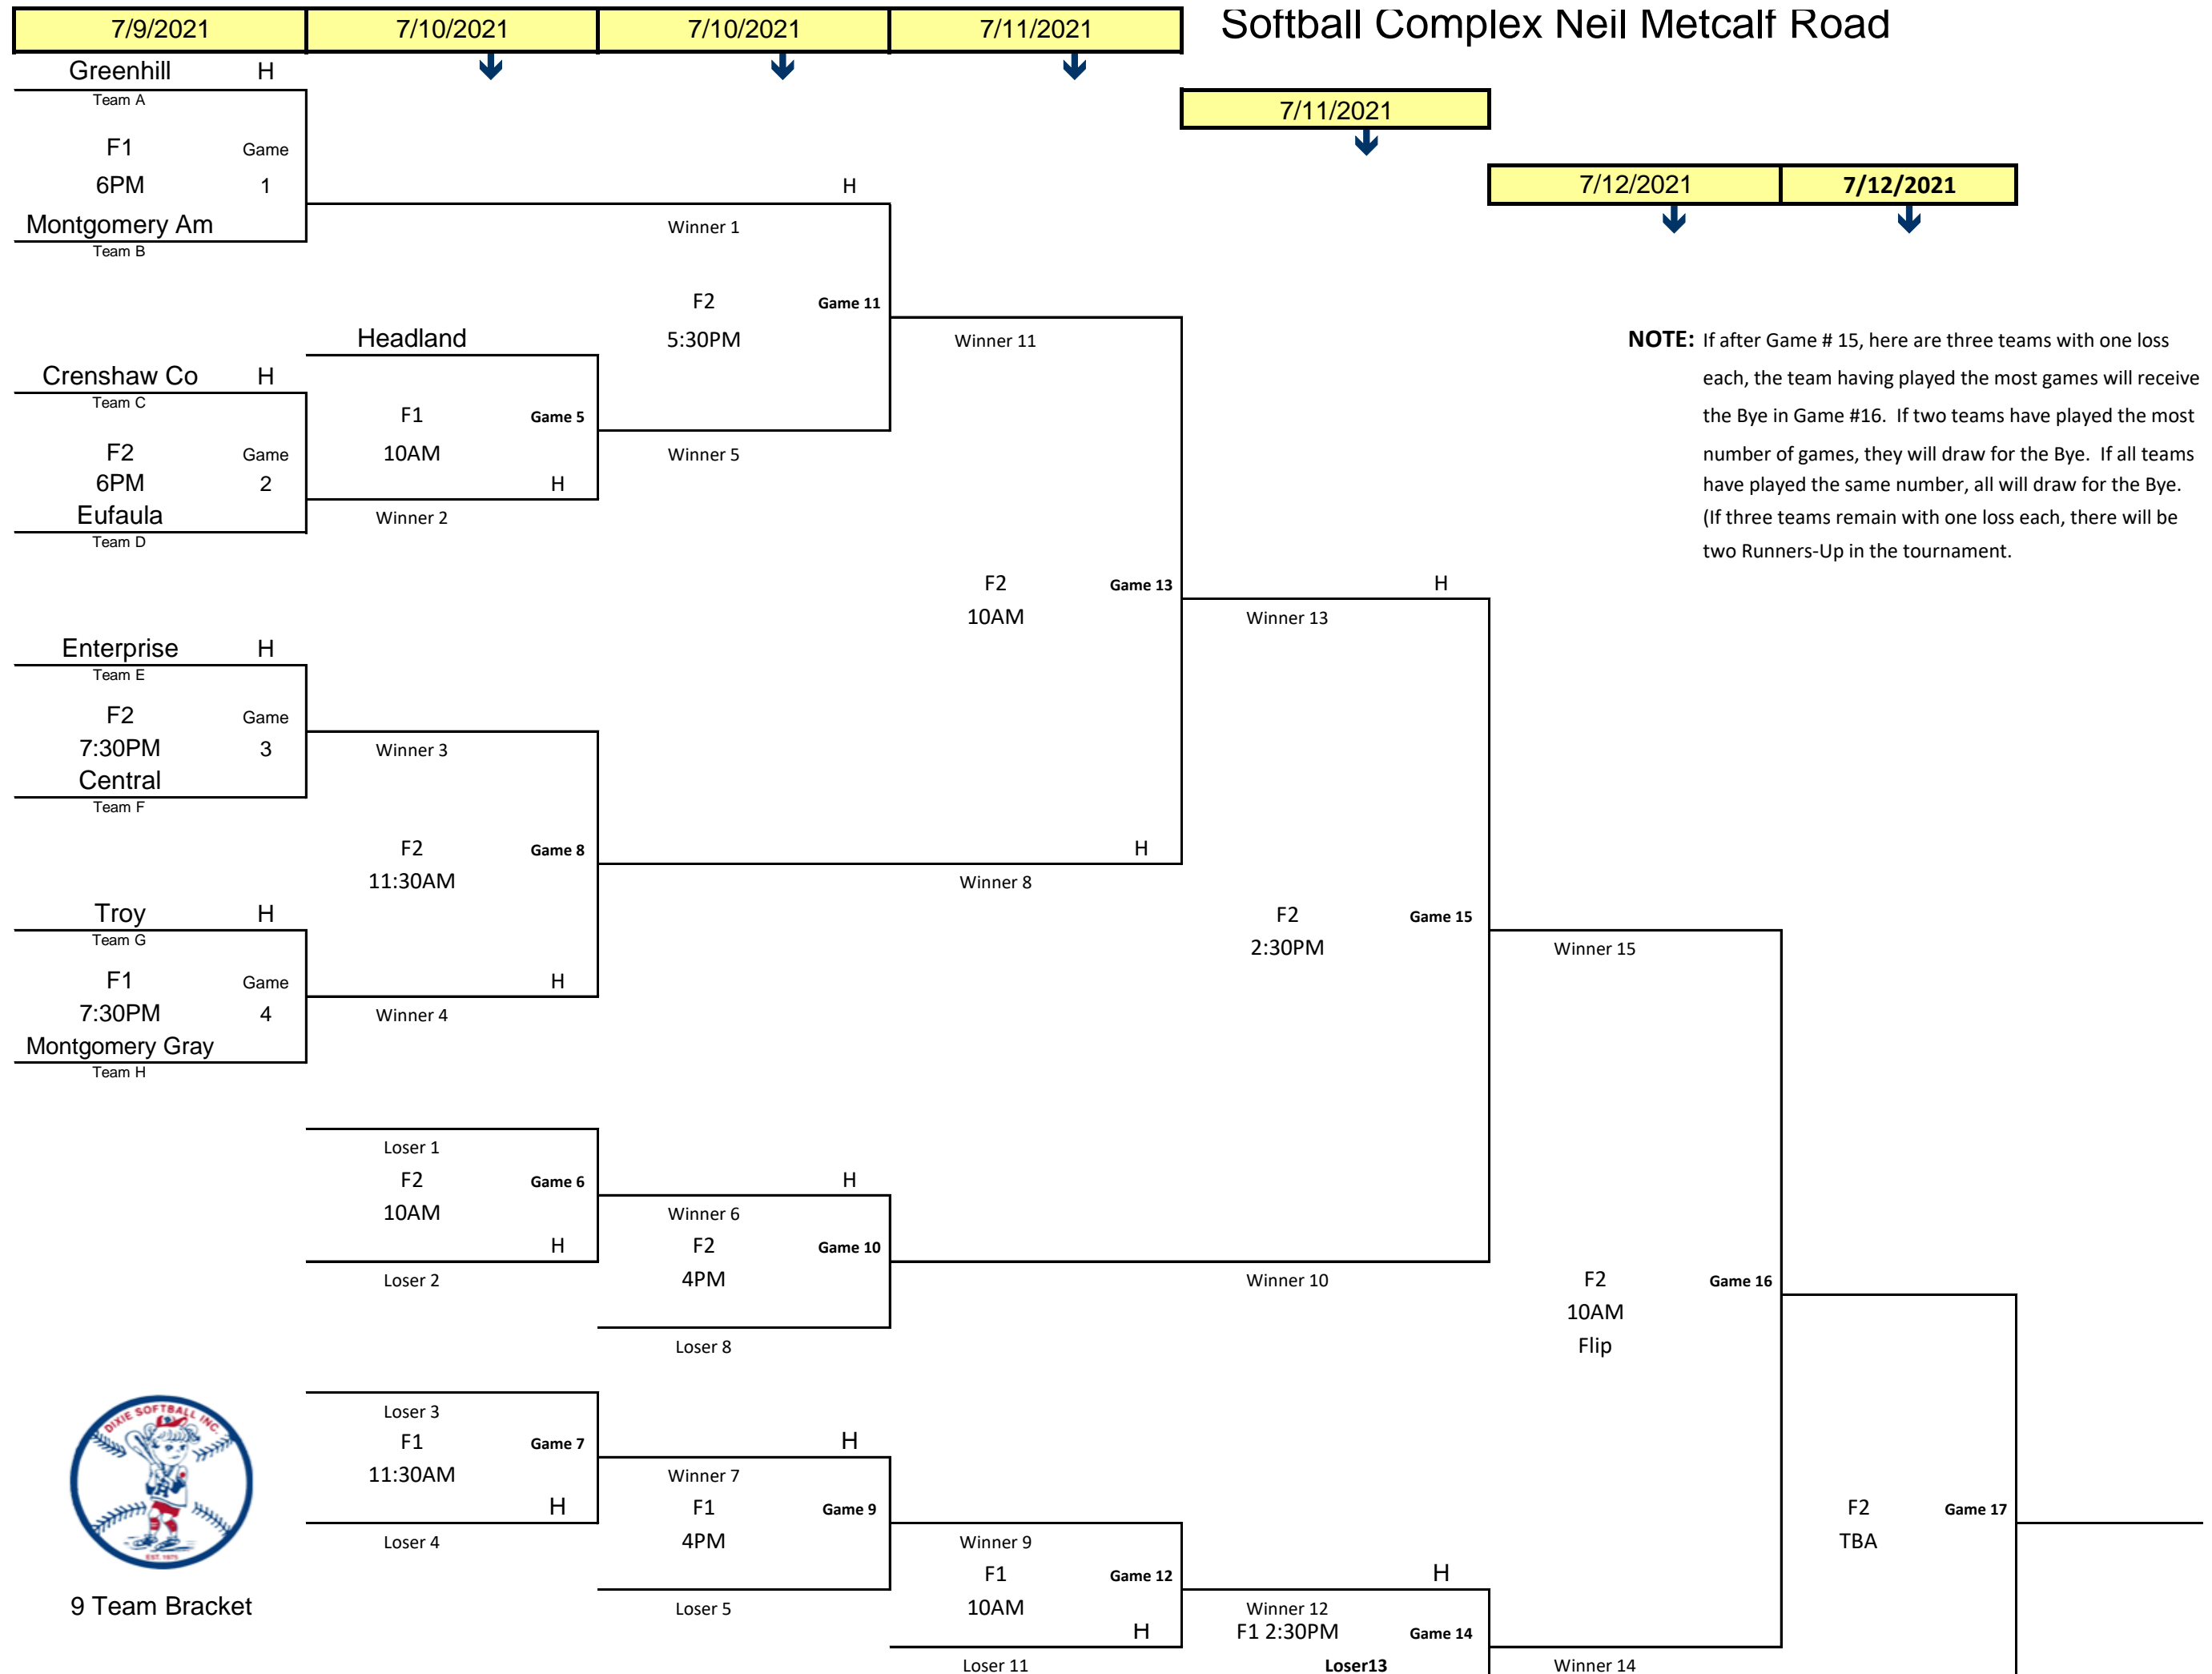 Softball Complex Neil Metcalf Road
7/9/2021
7/10/2021
7/10/2021
7/11/2021
7/11/2021
7/12/2021
7/12/2021
Greenhill H
Team A
F1 Game
6PM 1
Montgomery Am
Team B
Crenshaw Co H
Team C
F2 Game
6PM 2
Eufaula
Team D
Enterprise H
Team E
F2 Game
7:30PM 3
Central
Team F
Troy H
Team G
F1 Game
7:30PM 4
Montgomery Gray
Team H
Headland
F1 Game 5
10AM
H
Winner 2
Winner 3
F2 Game 8
11:30AM
H
Winner 4
Loser 1
F2 Game 6
10AM
H
Loser 2
Loser 3
F1 Game 7
11:30AM
H
Loser 4
H
Winner 1
F2 Game 11
5:30PM
Winner 5
H
Winner 6
F2 Game 10
4PM
Loser 8
H
Winner 7
F1 Game 9
4PM
Loser 5
Winner 11
F2 Game 13
10AM
H
Winner 8
Winner 9
F1 Game 12
10AM
H
Loser 11
H
Winner 13
F2 Game 15
2:30PM
Winner 10
H
Winner 12
F1 2:30PM Game 14
Loser13
Winner 15
F2 Game 16
10AM
Flip
Winner 14
F2 Game 17
TBA
NOTE: If after Game # 15, here are three teams with one loss
each, the team having played the most games will receive
the Bye in Game #16. If two teams have played the most
number of games, they will draw for the Bye. If all teams
have played the same number, all will draw for the Bye.
(If three teams remain with one loss each, there will be
two Runners-Up in the tournament.
DIXIE SOFTBALL INC.
EST. 1975
9 Team Bracket